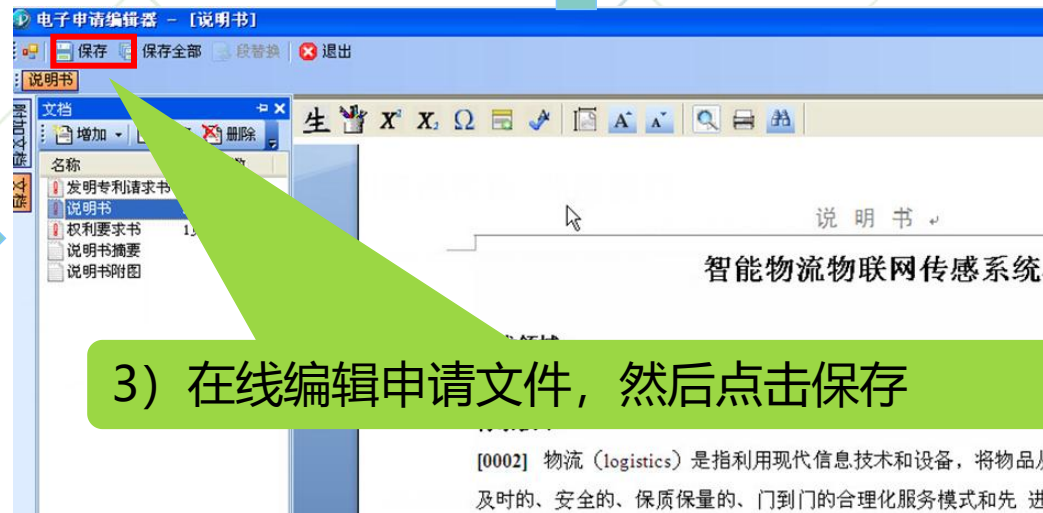 电子申请编辑器 - [说明书]
保存 保存全部 段替换 退出
说明书
附加文档
文档
文档
增加 删除
名称
发明专利请求书
说明书
权利要求书
说明书摘要
说明书附图
生 X² X₂ Ω A A
说 明 书
智能物流物联网传感系统
3）在线编辑申请文件，然后点击保存
[0002] 物流（logistics）是指利用现代信息技术和设备，将物品从
及时的、安全的、保质保量的、门到门的合理化服务模式和先 进